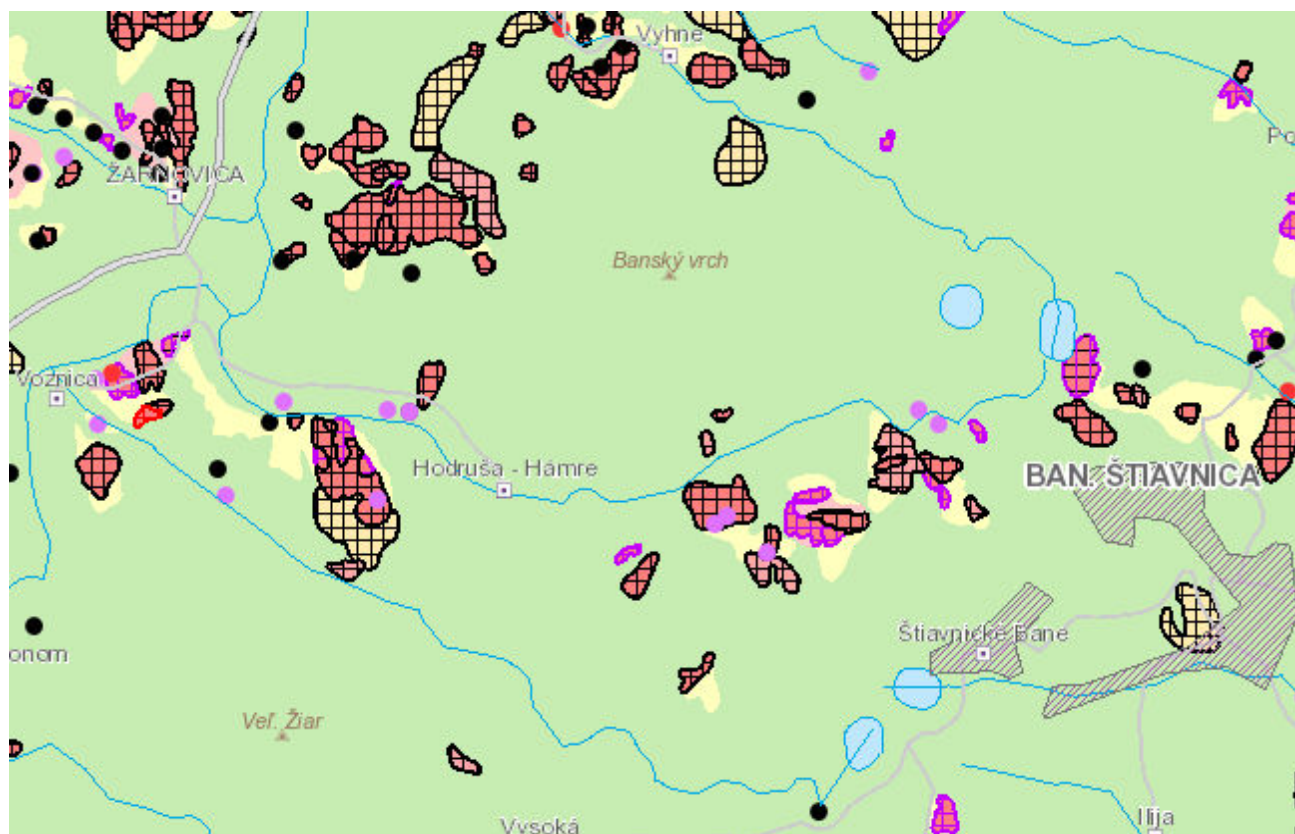 Vyhne
Po
ŽARNOVICA
Banský vrch
Voznica
Hodruša - Hámre
BAN. ŠTIAVNICA
Štiavnické Bane
onom
Veľ. Žiar
Vysoká
Ilija